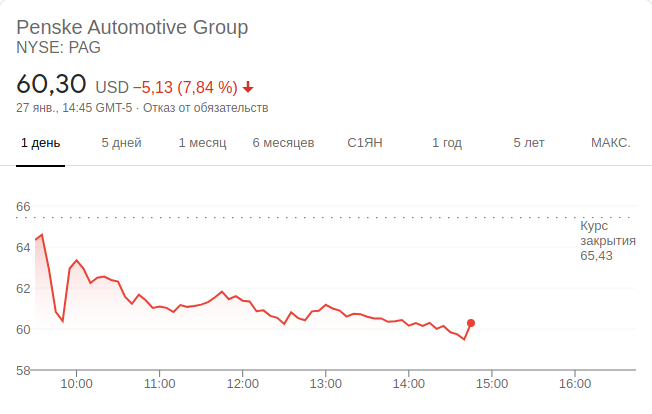 Penske Automotive Group
NYSE: PAG
60,30 USD −5,13 (7,84 %)
27 янв., 14:45 GMT-5 · Отказ от обязательств
1 день 5 дней 1 месяц 6 месяцев С1ЯН 1 год 5 лет МАКС.
66
Курс
закрытия
65,43
64
62
60
58
10:00 11:00 12:00 13:00 14:00 15:00 16:00